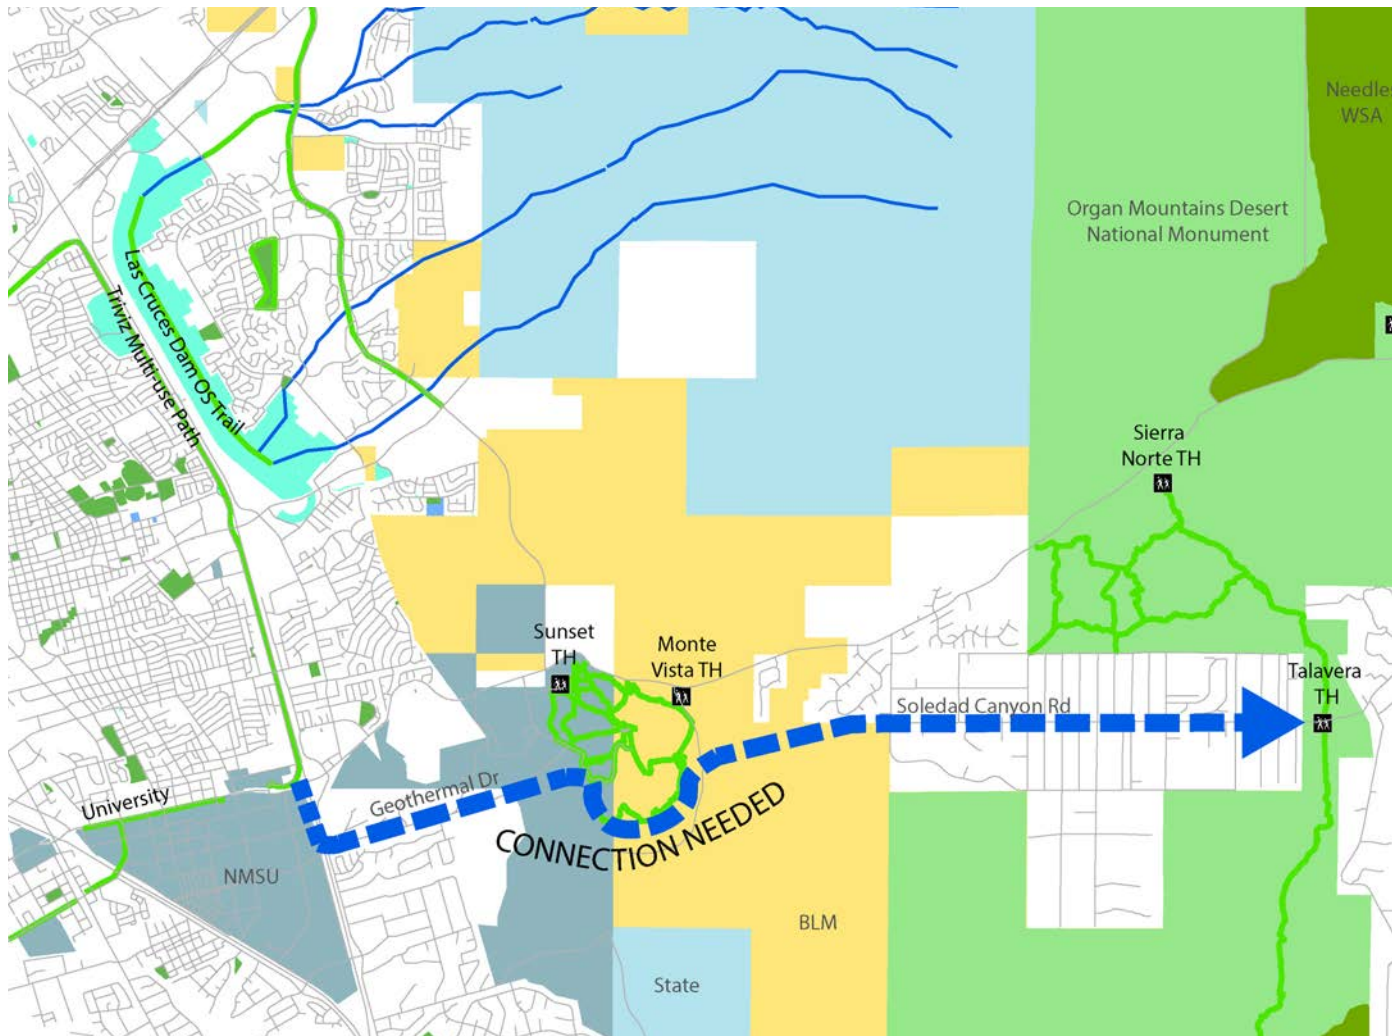 Needles
WSA
Organ Mountains Desert
National Monument
Las Cruces Dam OS Trail
Triviz Multi-use Path
Sierra
Norte TH
Sunset
TH
Monte
Vista TH
Talavera
TH
Soledad Canyon Rd
Geothermal Dr
University
CONNECTION NEEDED
NMSU
BLM
State